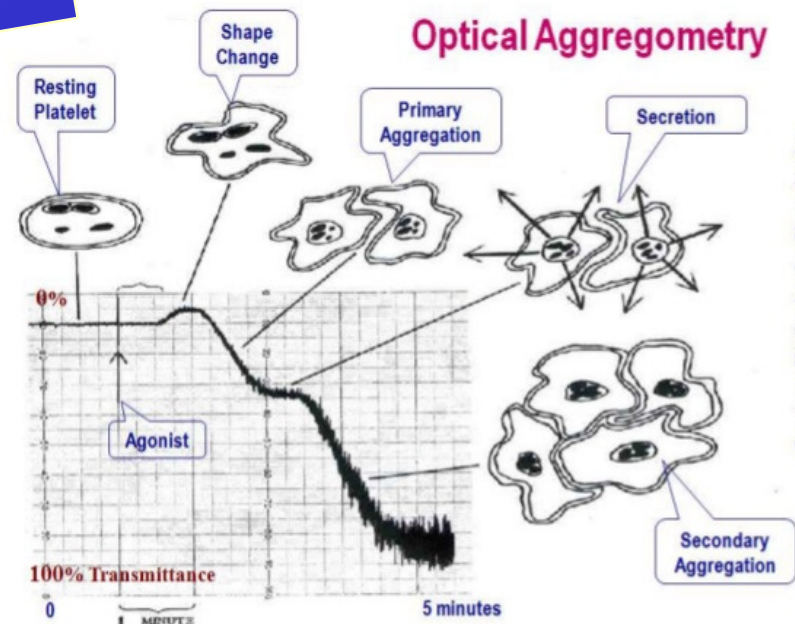 Optical Aggregometry
Shape
Change
Resting
Platelet
Primary
Aggregation
Secretion
0%
Agonist
Secondary
Aggregation
100% Transmittance
0
5 minutes
1 MINUTE